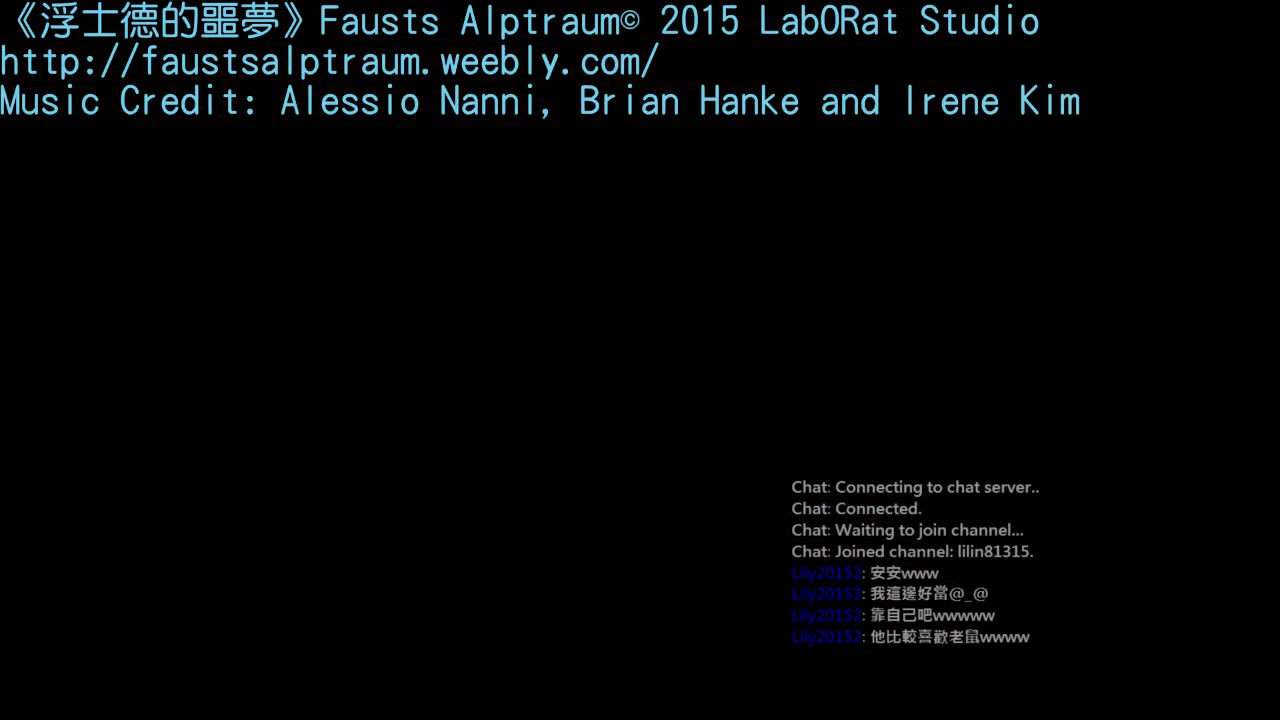 《浮士德的噩夢》Fausts Alptraum© 2015 LabORat Studio
http://faustsalptraum.weebly.com/
Music Credit: Alessio Nanni, Brian Hanke and Irene Kim
Chat: Connecting to chat server..
Chat: Connected.
Chat: Waiting to join channel...
Chat: Joined channel: lilin81315.
Lily20152: 安安www
Lily20152: 我這邊好當@_@
Lily20152: 靠自己吧wwwww
Lily20152: 他比較喜歡老鼠wwww